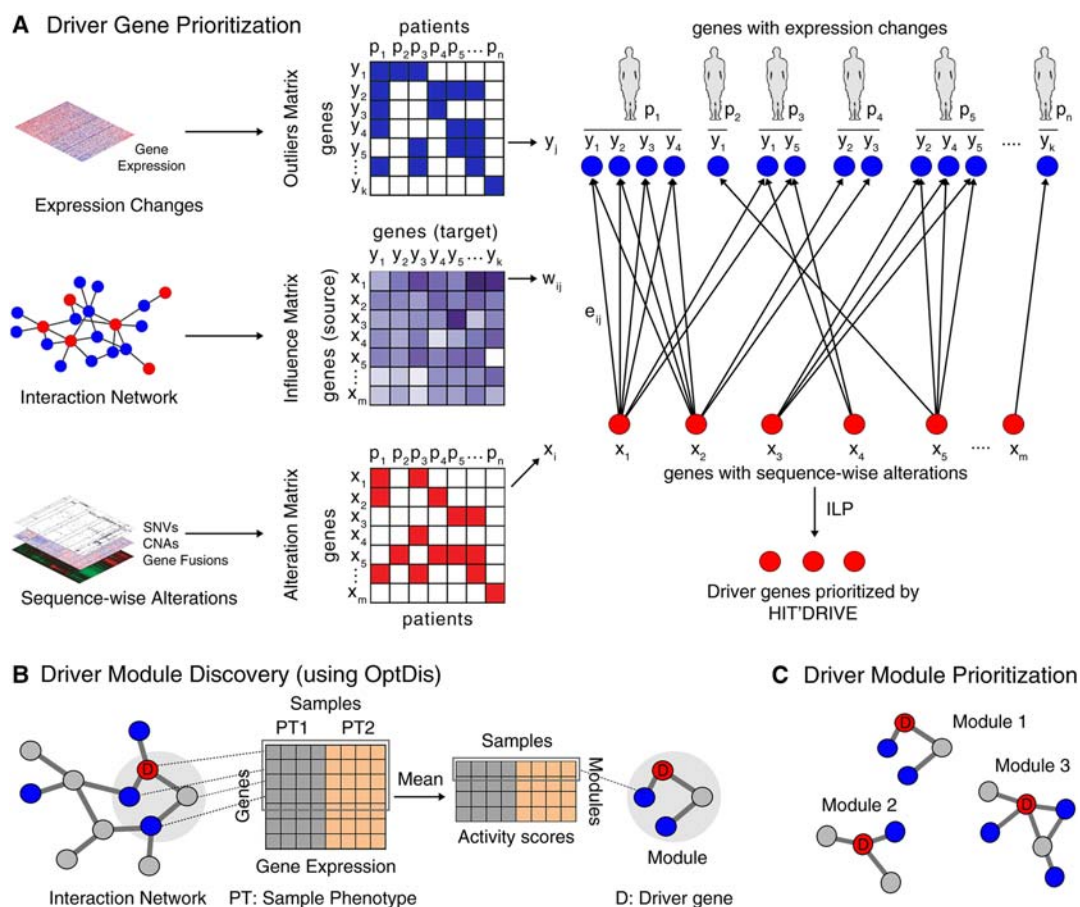 A Driver Gene Prioritization
patients
p1 p2 p3 p4 p5 ... pn
Outliers Matrix
genes
y1
y2
y3
y4
y5
⋮
yk
Gene
Expression
Expression Changes
yj
genes with expression changes
p1 p2 p3 p4 p5 pn
y1 y2 y3 y4 y1 y1 y5 y2 y3 y2 y4 y5 .... yk
genes (target)
y1 y2 y3 y4 y5 ... yk
Influence Matrix
genes (source)
x1
x2
x3
x4
x5
⋮
xm
wij
eij
Interaction Network
x1 x2 x3 x4 x5 .... xm
genes with sequence-wise alterations
ILP
Driver genes prioritized by
HIT'DRIVE
p1 p2 p3 p4 p5 ... pn
Alteration Matrix
genes
x1
x2
x3
x4
x5
⋮
xm
patients
xi
SNVs
CNAs
Gene Fusions
Sequence-wise Alterations
B Driver Module Discovery (using OptDis)
Samples
PT1 PT2
Genes
D
Gene Expression
Interaction Network
PT: Sample Phenotype
Mean
Samples
Modules
Activity scores
D
Module
D: Driver gene
C Driver Module Prioritization
D
Module 1
Module 3
D
Module 2
D